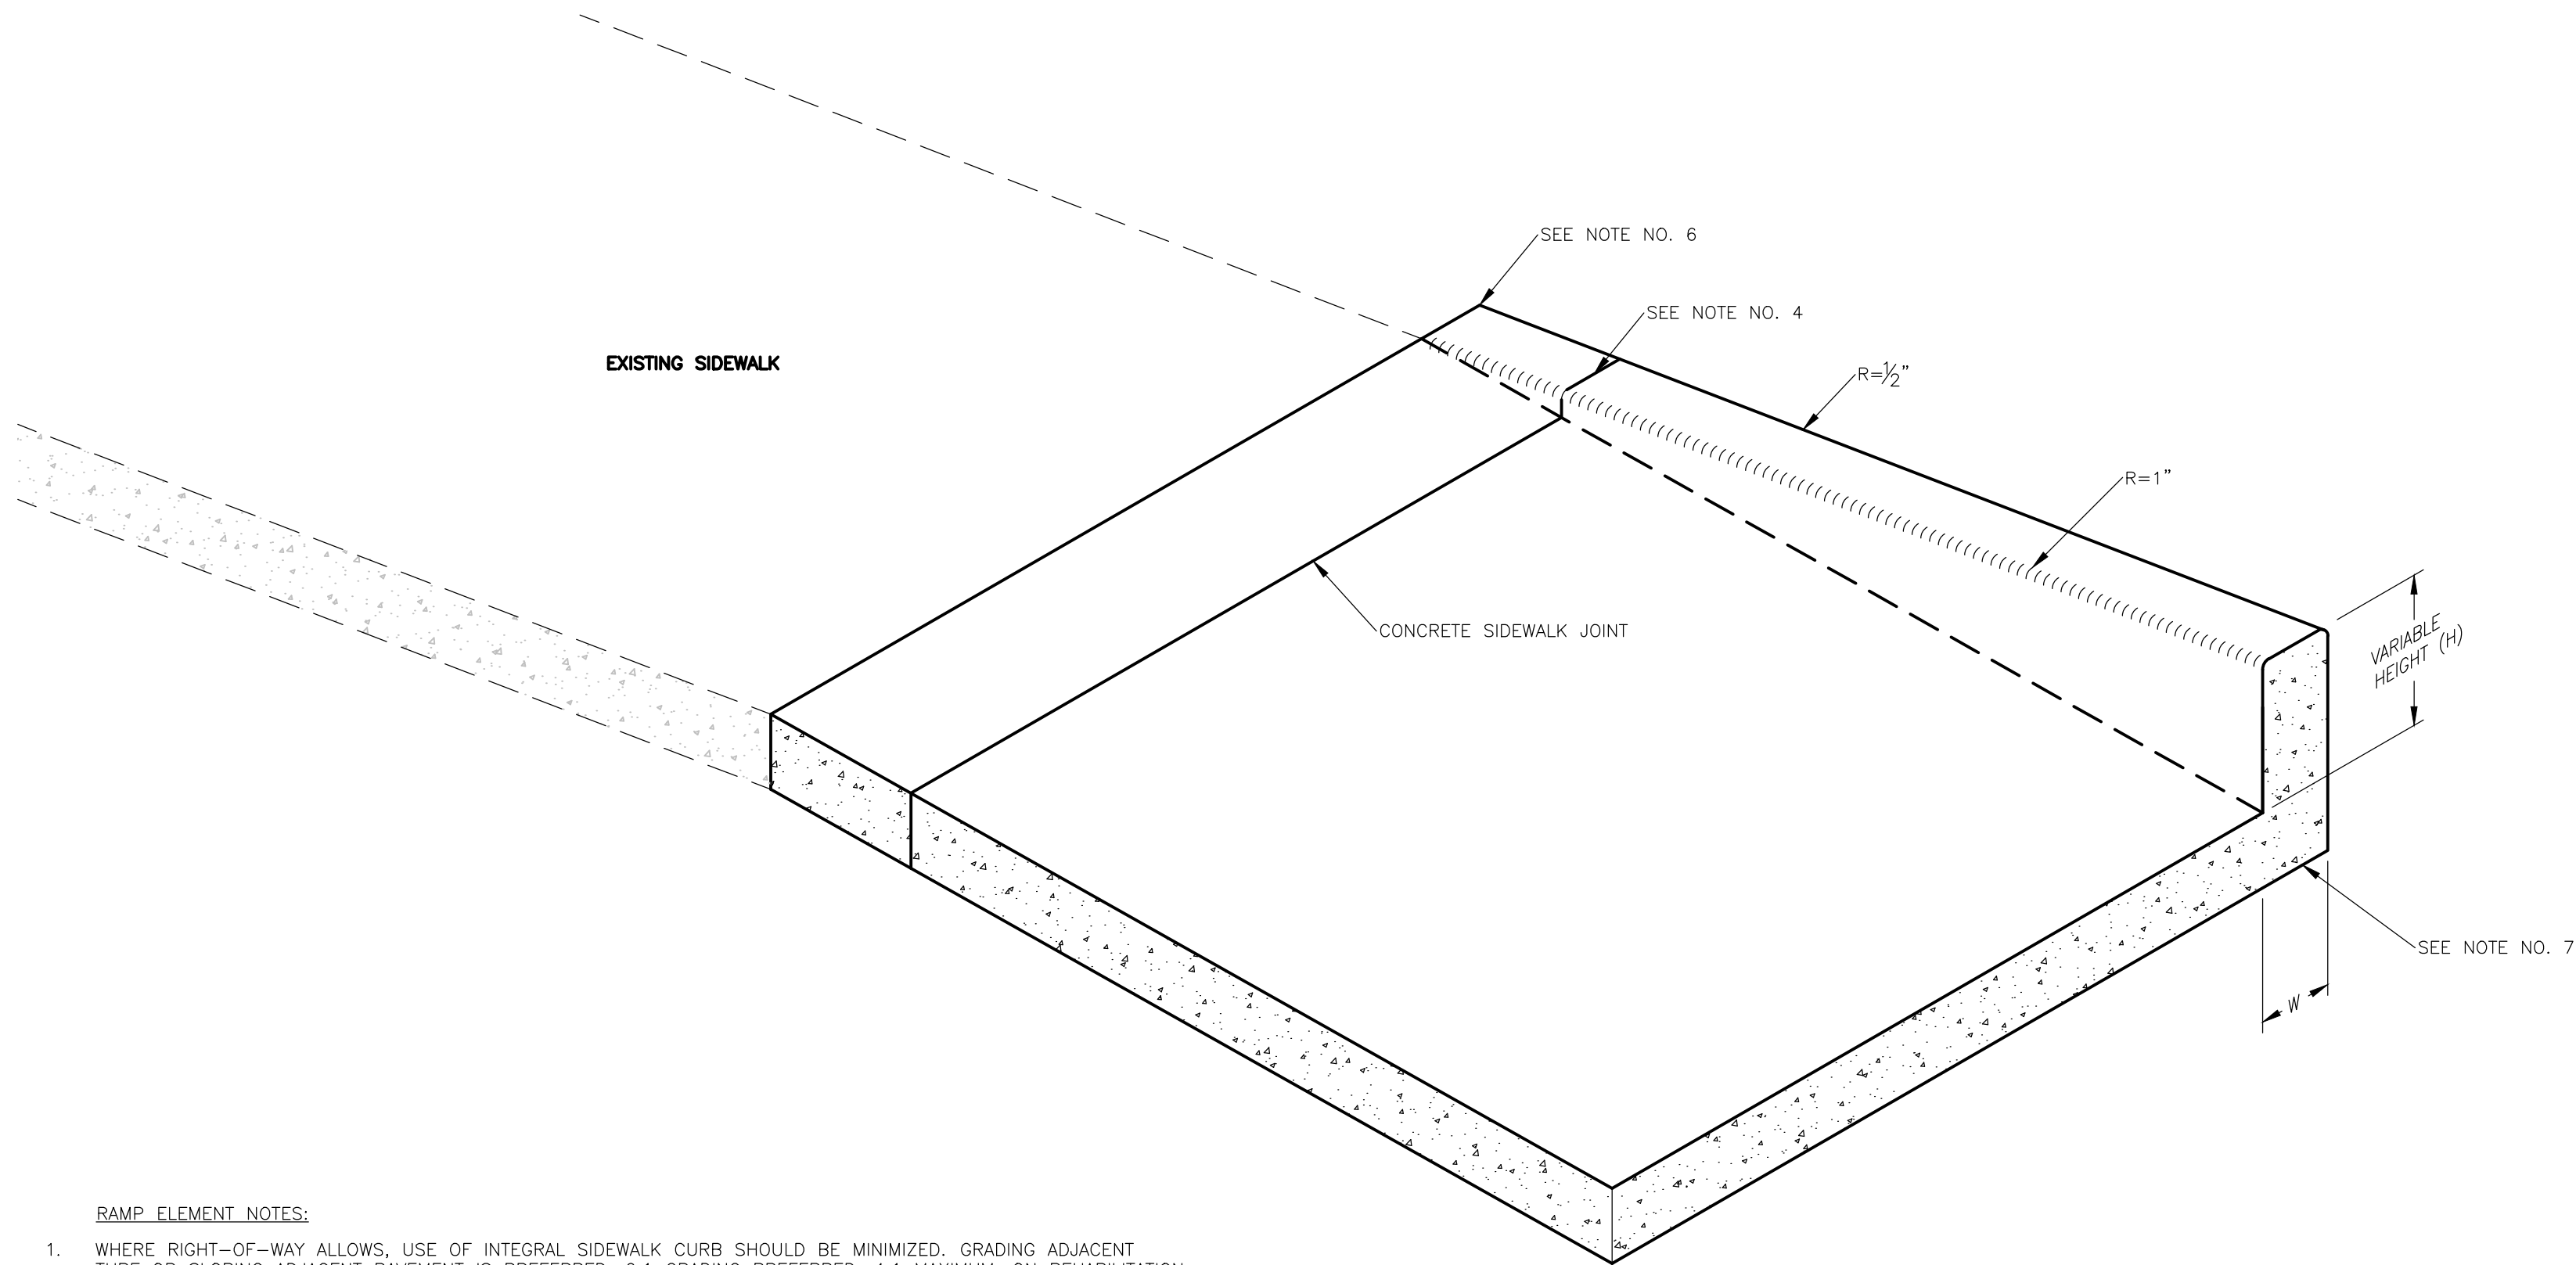 SEE NOTE NO. 6
SEE NOTE NO. 4
EXISTING SIDEWALK
R=1/2"
R=1"
CONCRETE SIDEWALK JOINT
VARIABLE
HEIGHT (H)
SEE NOTE NO. 7
W
RAMP ELEMENT NOTES:
1. WHERE RIGHT-OF-WAY ALLOWS, USE OF INTEGRAL SIDEWALK CURB SHOULD BE MINIMIZED. GRADING ADJACENT